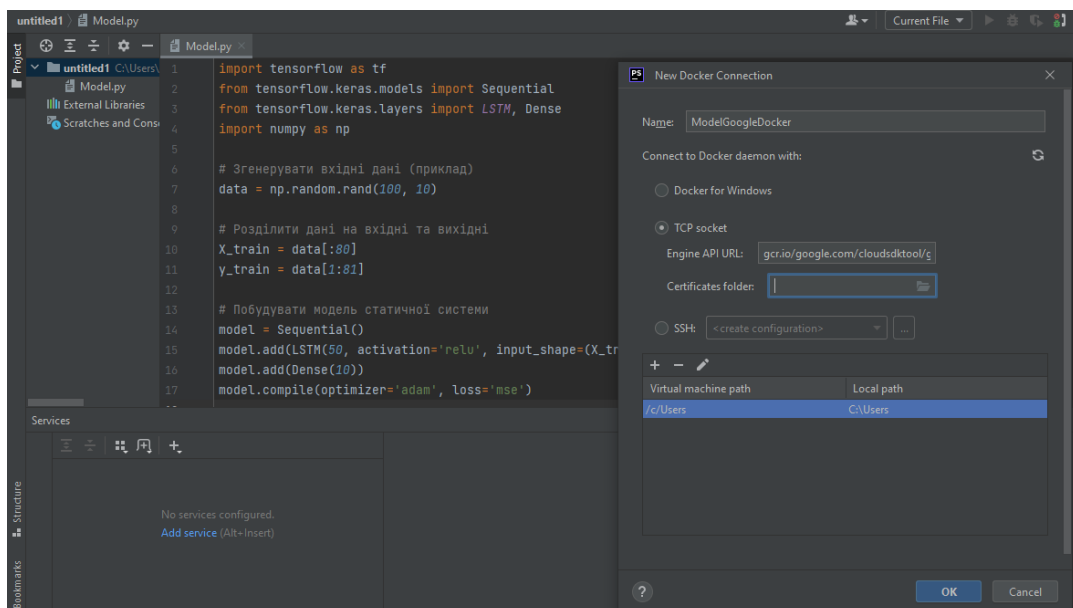 untitled1 Model.py
Current File
Project
Model.py
untitled1 C:\Users\
Model.py
External Libraries
Scratches and Conso
1 import tensorflow as tf
2 from tensorflow.keras.models import Sequential
3 from tensorflow.keras.layers import LSTM, Dense
4 import numpy as np
5
6 # Згенерувати вхідні дані (приклад)
7 data = np.random.rand(100, 10)
8
9 # Розділити дані на вхідні та вихідні
10 X_train = data[:80]
11 y_train = data[1:81]
12
13 # Побудувати модель статичної системи
14 model = Sequential()
15 model.add(LSTM(50, activation='relu', input_shape=(X_tr
16 model.add(Dense(10))
17 model.compile(optimizer='adam', loss='mse')
Services
No services configured.
Add service (Alt+Insert)
Structure
Bookmarks
PS New Docker Connection
Name: ModelGoogleDocker
Connect to Docker daemon with:
Docker for Windows
TCP socket
Engine API URL: gcr.io/google.com/cloudsdktool/g
Certificates folder:
SSH: <create configuration> ...
Virtual machine path Local path
/c/Users C:\Users
? OK Cancel